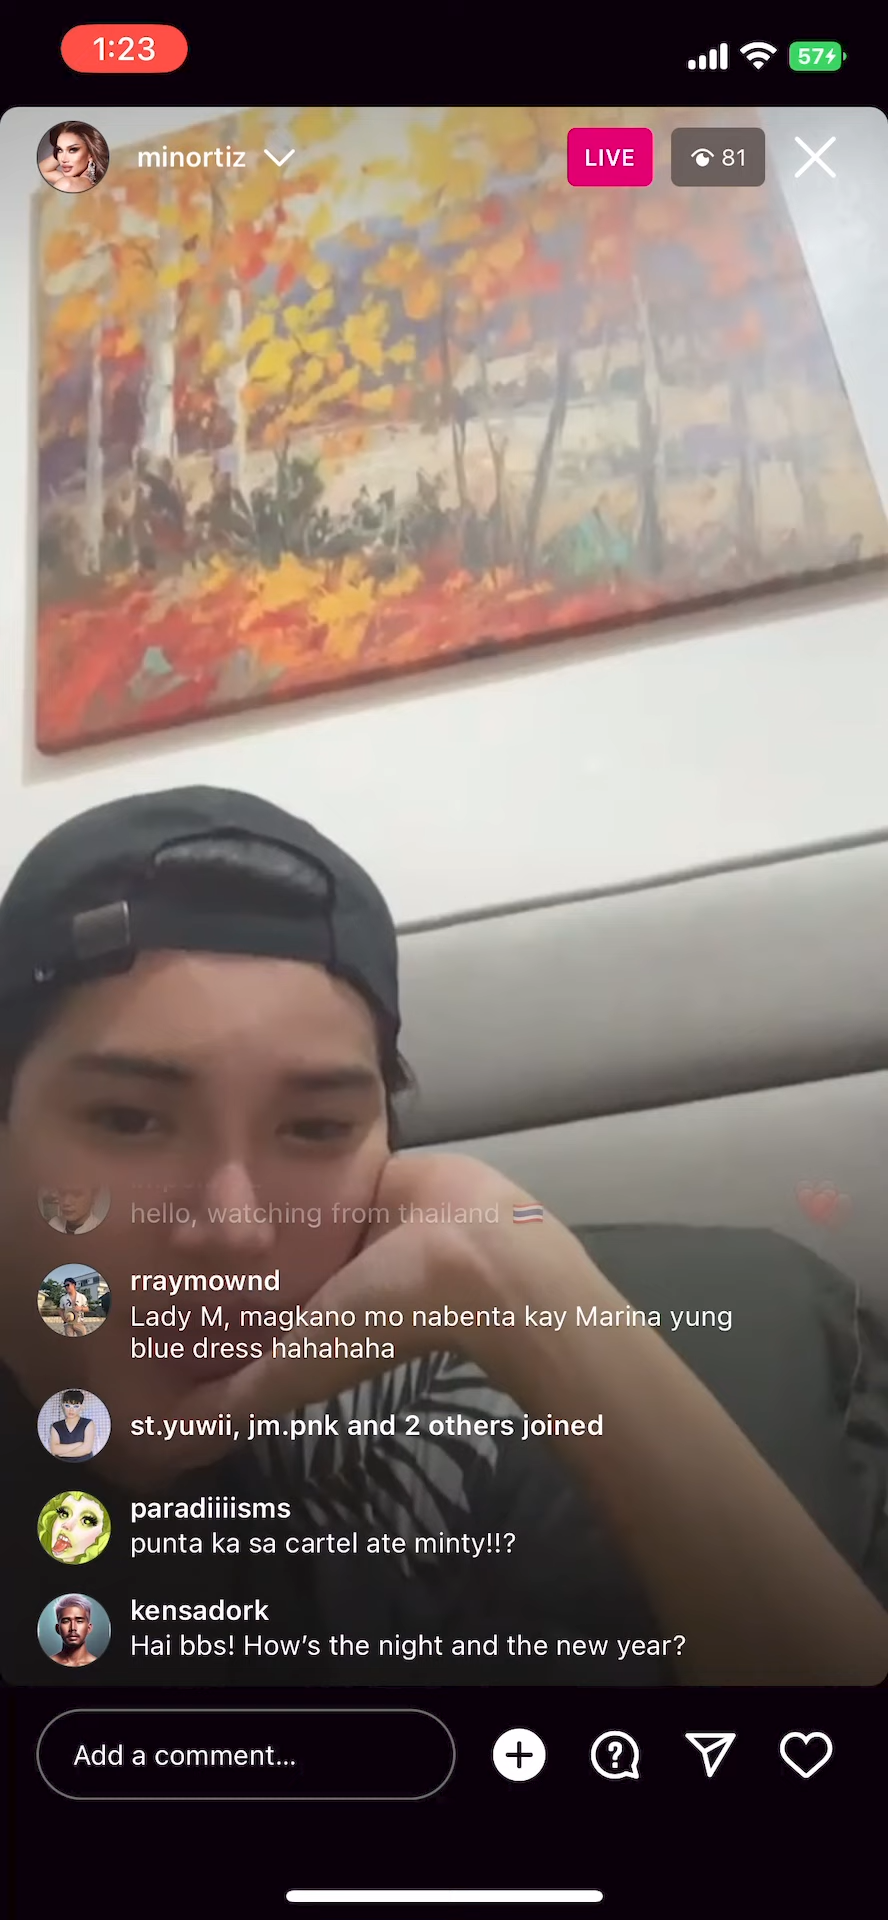 1:23
57
minortiz
LIVE
81
hello, watching from thailand 🇹🇭
rraymownd
Lady M, magkano mo nabenta kay Marina yung
blue dress hahahaha
st.yuwii, jm.pnk and 2 others joined
paradiiiisms
punta ka sa cartel ate minty!!?
kensadork
Hai bbs! How’s the night and the new year?
Add a comment...